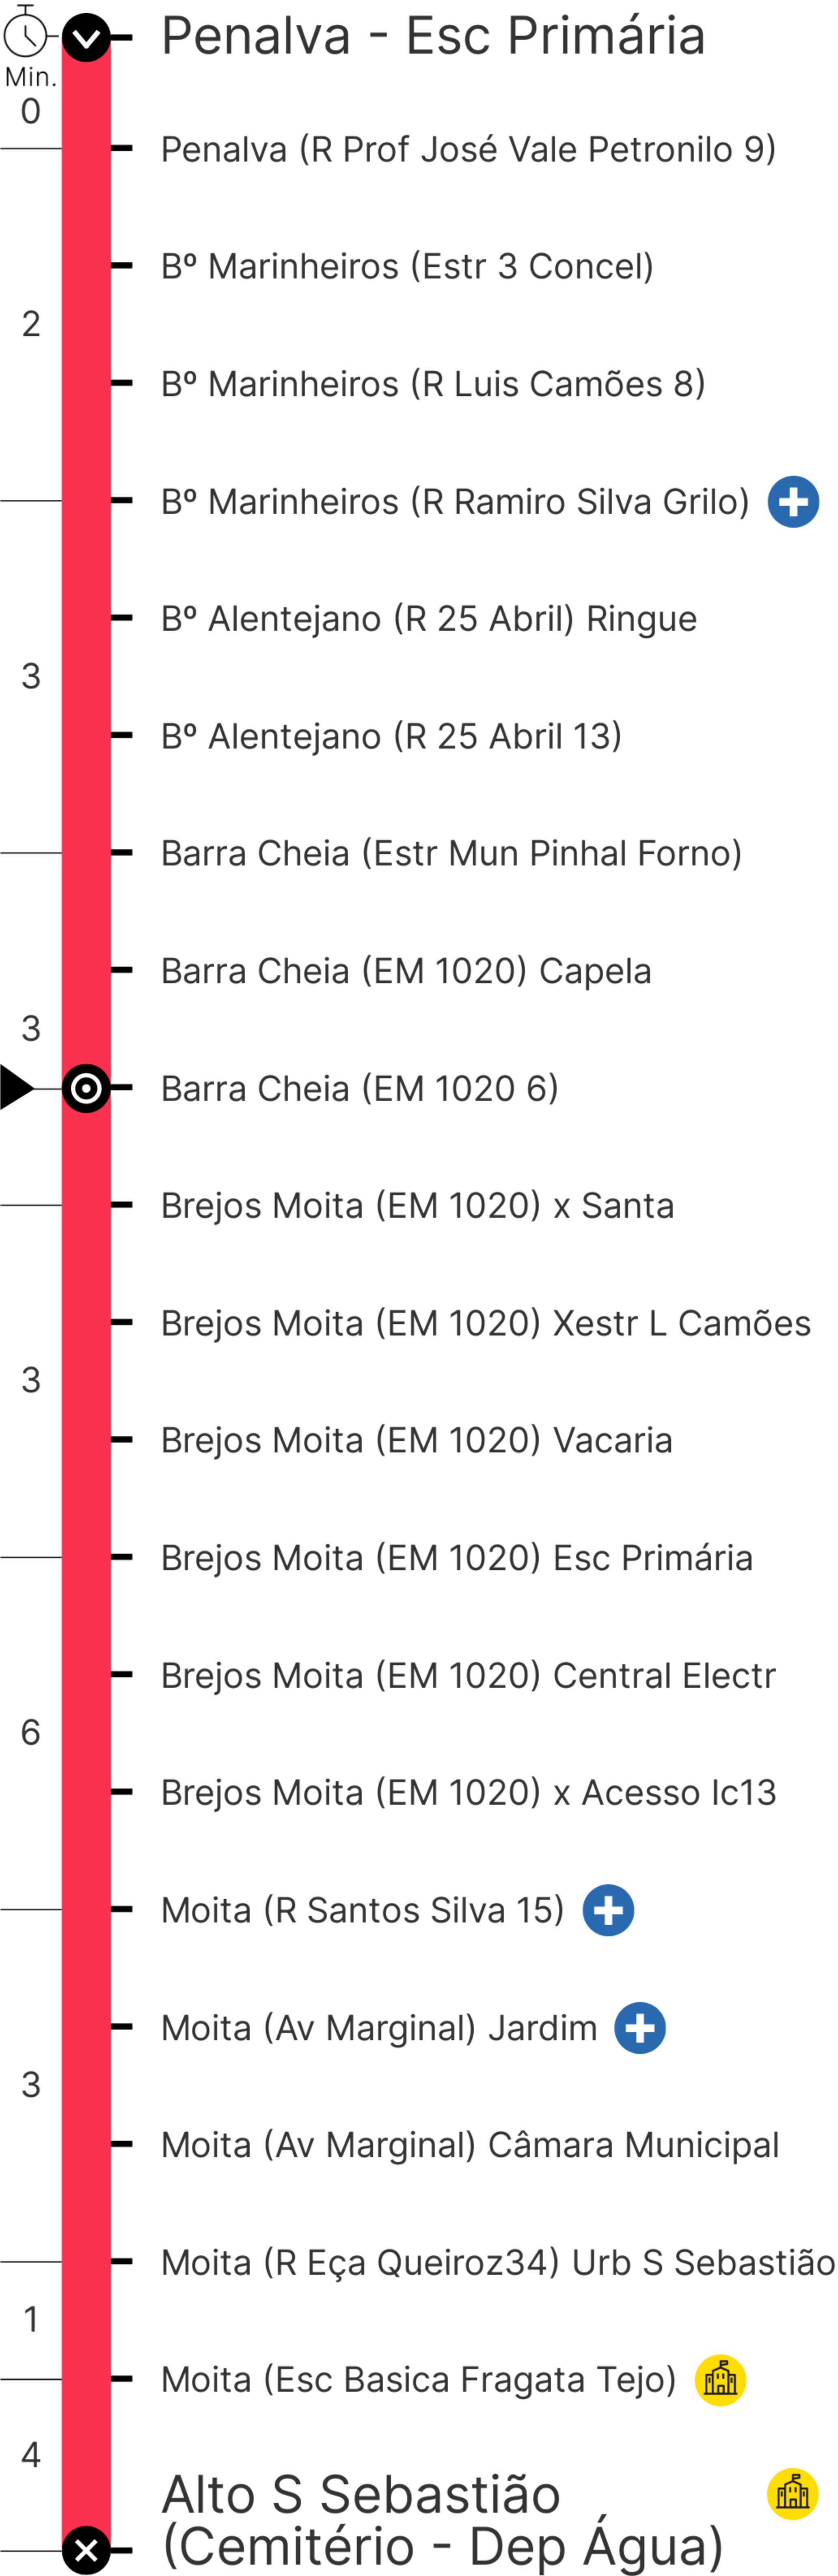 Penalva - Esc Primária
Min.
0
Penalva (R Prof José Vale Petronilo 9)
Bº Marinheiros (Estr 3 Concel)
2
Bº Marinheiros (R Luis Camões 8)
Bº Marinheiros (R Ramiro Silva Grilo)
Bº Alentejano (R 25 Abril) Ringue
3
Bº Alentejano (R 25 Abril 13)
Barra Cheia (Estr Mun Pinhal Forno)
Barra Cheia (EM 1020) Capela
3
Barra Cheia (EM 1020 6)
Brejos Moita (EM 1020) x Santa
Brejos Moita (EM 1020) Xestr L Camões
3
Brejos Moita (EM 1020) Vacaria
Brejos Moita (EM 1020) Esc Primária
Brejos Moita (EM 1020) Central Electr
6
Brejos Moita (EM 1020) x Acesso Ic13
Moita (R Santos Silva 15)
Moita (Av Marginal) Jardim
3
Moita (Av Marginal) Câmara Municipal
Moita (R Eça Queiroz34) Urb S Sebastião
1
Moita (Esc Basica Fragata Tejo)
4
Alto S Sebastião
(Cemitério - Dep Água)